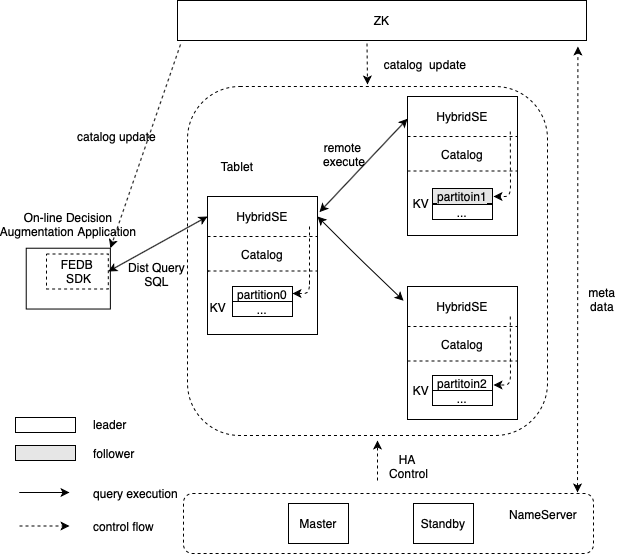 ZK
catalog update
catalog update
Tablet
remote
execute
HybridSE
Catalog
KV
partitoin1
...
On-line Decision
Augmentation Application
FEDB
SDK
Dist Query
SQL
HybridSE
Catalog
KV
partition0
...
HybridSE
Catalog
KV
partitoin2
...
meta
data
leader
follower
query execution
control flow
HA
Control
Master
Standby
NameServer